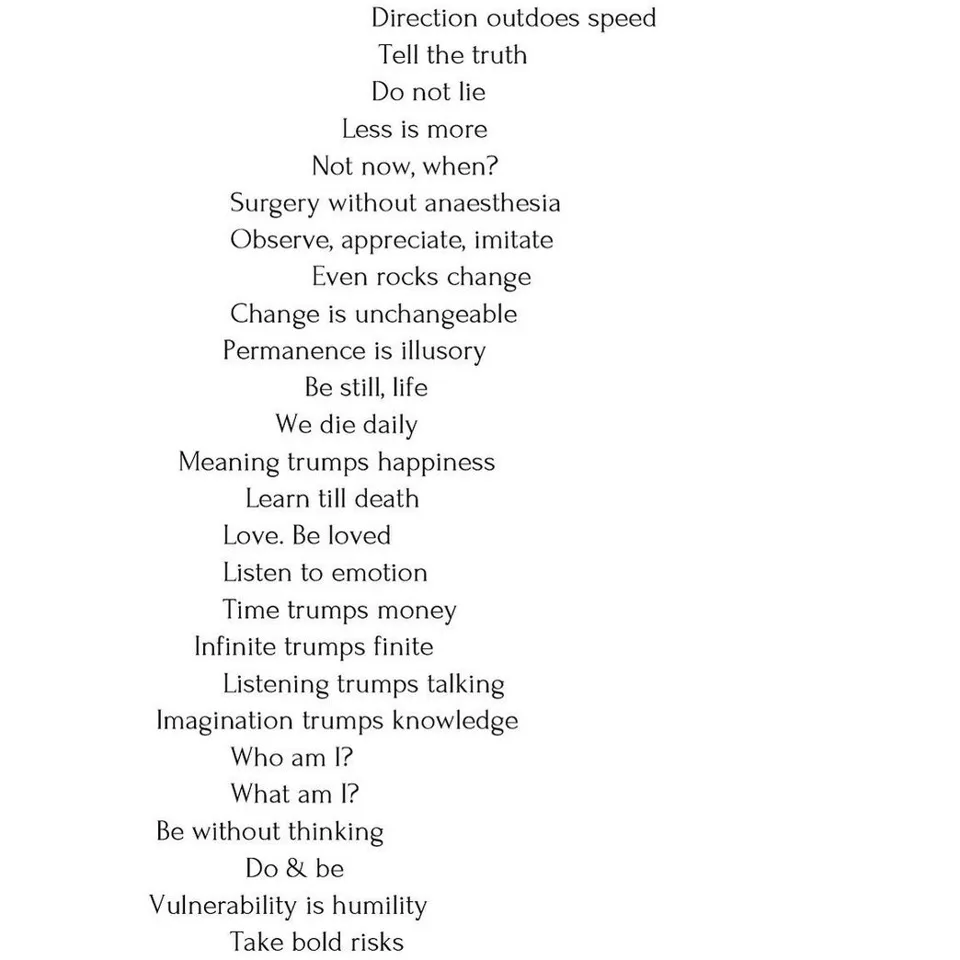 Direction outdoes speed
Tell the truth
Do not lie
Less is more
Not now, when?
Surgery without anaesthesia
Observe, appreciate, imitate
Even rocks change
Change is unchangeable
Permanence is illusory
Be still, life
We die daily
Meaning trumps happiness
Learn till death
Love. Be loved
Listen to emotion
Time trumps money
Infinite trumps finite
Listening trumps talking
Imagination trumps knowledge
Who am I?
What am I?
Be without thinking
Do & be
Vulnerability is humility
Take bold risks